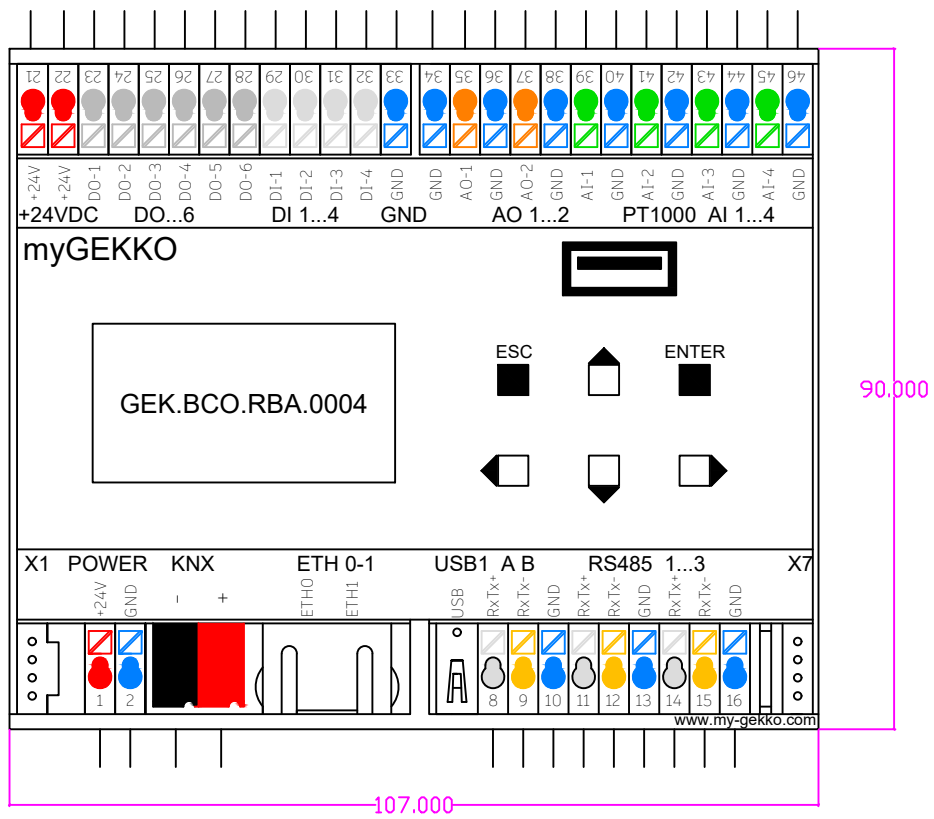 21 22 23 24 25 26 27 28 29 30 31 32 33 34 35 36 37 38 39 40 41 42 43 44 45 46
+24V +24V DO-1 DO-2 DO-3 DO-4 DO-5 DO-6 DI-1 DI-2 DI-3 DI-4 GND GND AO-1 GND AO-2 GND AI-1 GND AI-2 GND AI-3 GND AI-4 GND
+24VDC DO...6 DI 1...4 GND AO 1...2 PT1000 AI 1...4
myGEKKO
ESC ENTER
GEK.BCO.RBA.0004
90.000
X1 POWER KNX ETH 0-1 USB1 A B RS485 1...3 X7
+24V GND - + ETH0 ETH1 USB RxTx+ RxTx- GND RxTx+ RxTx- GND RxTx+ RxTx- GND
1 2 8 9 10 11 12 13 14 15 16
www.my-gekko.com
107.000